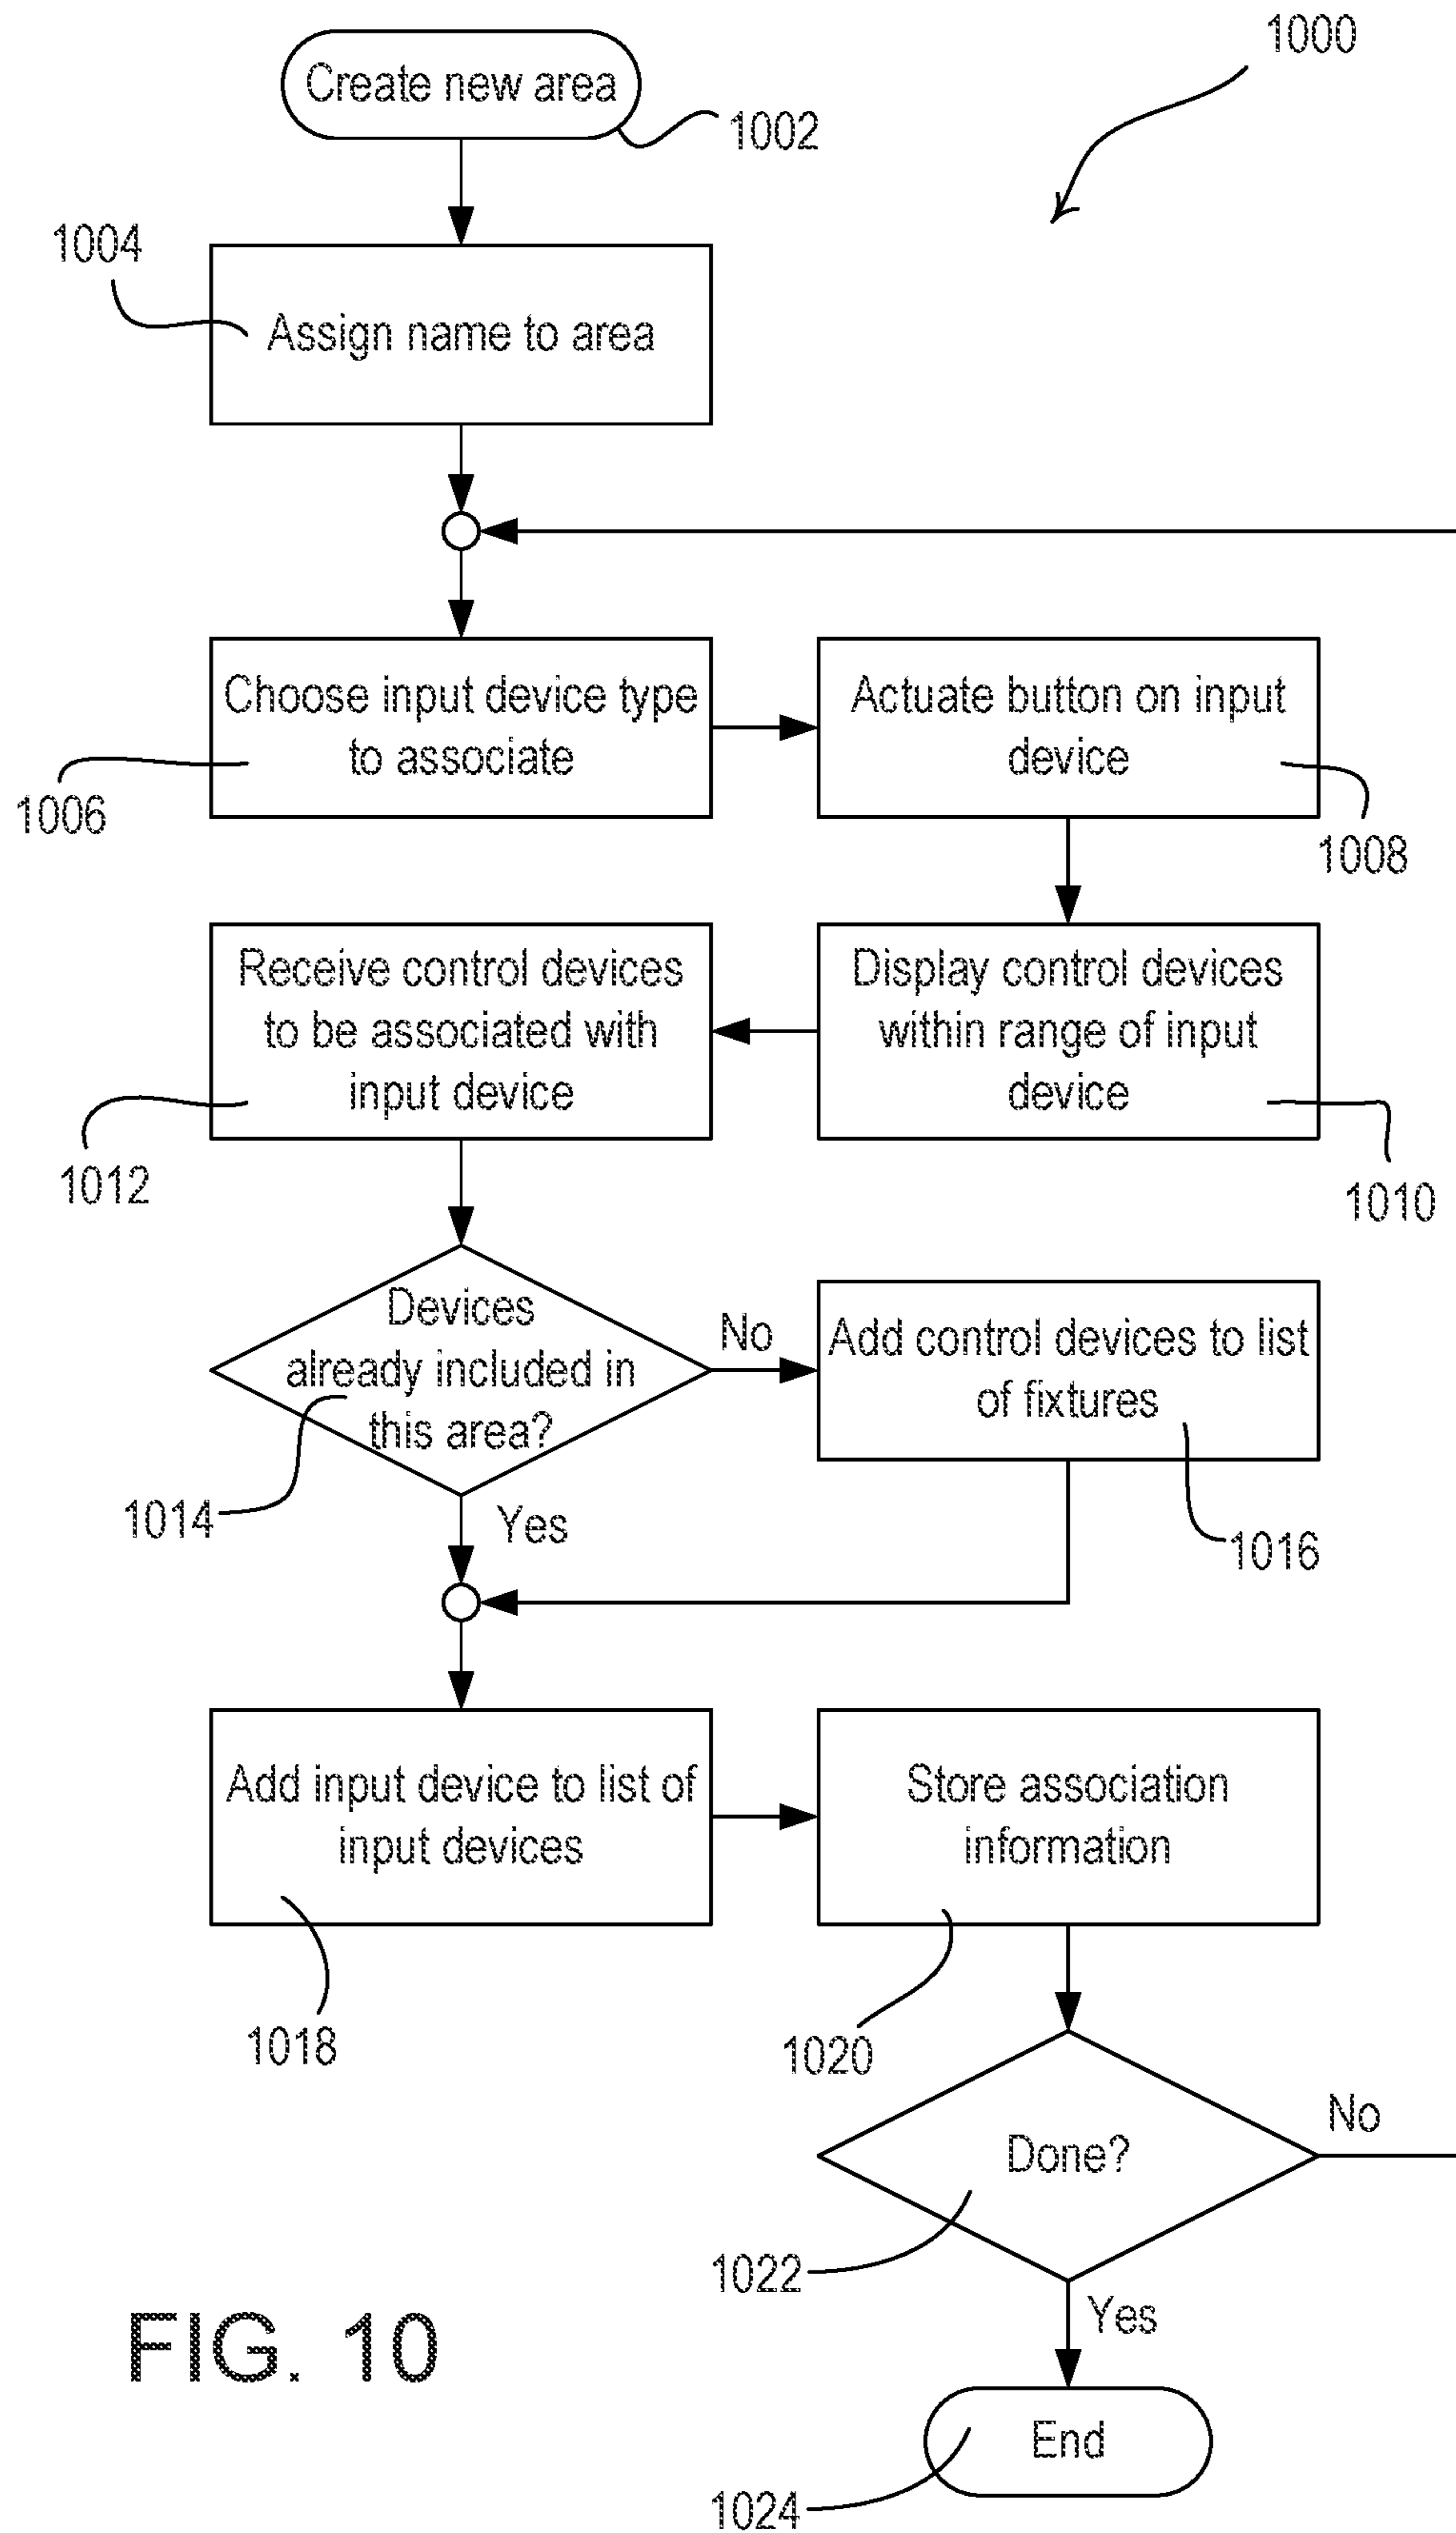 1000
Create new area
1002
1004
Assign name to area
Choose input device type
to associate
1006
Actuate button on input
device
1008
Receive control devices
to be associated with
input device
1012
Display control devices
within range of input
device
1010
Devices
already included in
this area?
1014
No
Yes
Add control devices to list
of fixtures
1016
Add input device to list of
input devices
1018
Store association
information
1020
Done?
No
1022
Yes
End
1024
FIG. 10